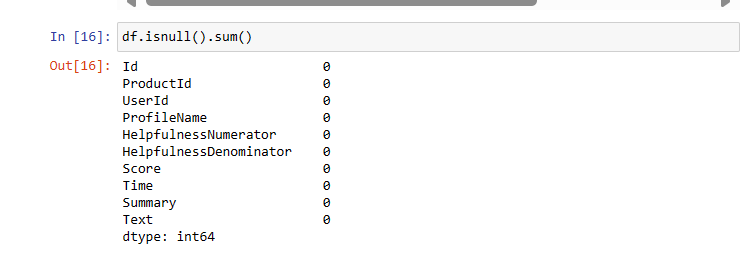 In [16]: df.isnull().sum()
Out[16]: Id 0
ProductId 0
UserId 0
ProfileName 0
HelpfulnessNumerator 0
HelpfulnessDenominator 0
Score 0
Time 0
Summary 0
Text 0
dtype: int64